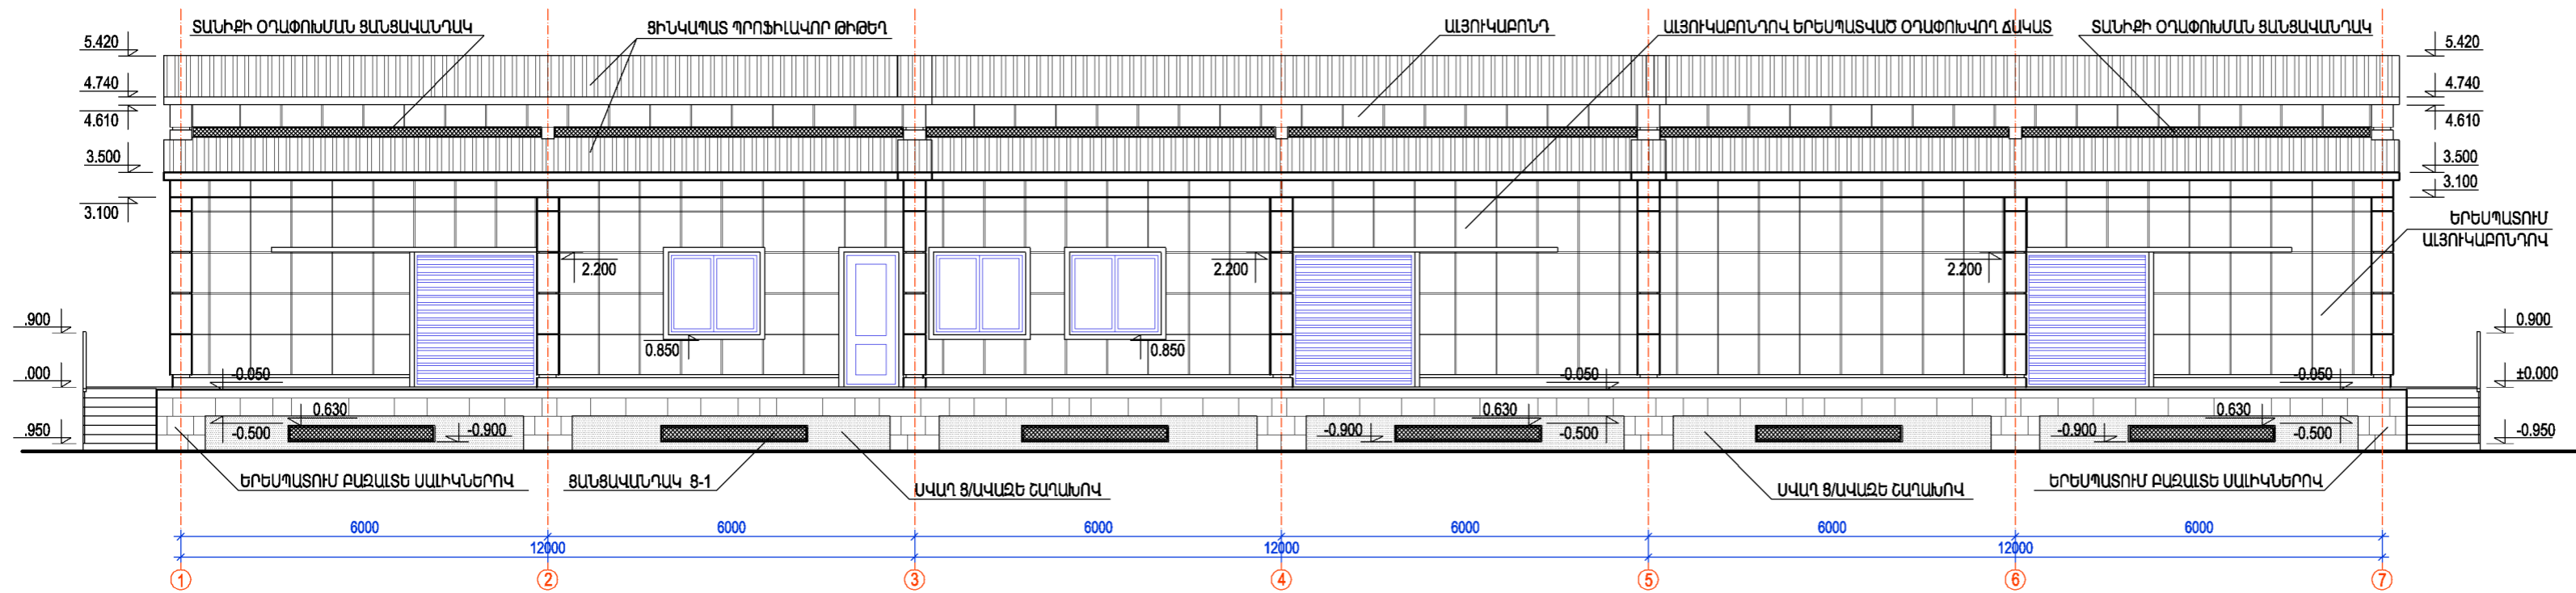 ՏԱՆԻՔԻ ՕԴԱՓՈԽՄԱՆ ՑԱՆՑԱՎԱՆԴԱԿ
ՑԻՆԿԱՊԱՏ ՊՐՈՖԻԼԱՎՈՐ ԹԻԹԵՂ
ԱԼՅՈՒԿԱԲՈՆԴ
ԱԼՅՈՒԿԱԲՈՆԴՈՎ ԵՐԵՍՊԱՏՎԱԾ ՕԴԱՓՈԽՎՈՂ ՃԱԿԱՏ
ՏԱՆԻՔԻ ՕԴԱՓՈԽՄԱՆ ՑԱՆՑԱՎԱՆԴԱԿ
5.420 5.420
4.740 4.740
4.610 4.610
3.500 3.500
3.100 3.100
ԵՐԵՍՊԱՏՈՒՄ
ԱԼՅՈՒԿԱԲՈՆԴՈՎ
2.200 2.200 2.200
.900 0.900
0.850 0.850
.000 -0.050 -0.050 -0.050 ±0.000
0.630 0.630 0.630
.950 -0.500 -0.900 -0.900 -0.500 -0.900 -0.500 -0.950
ԵՐԵՍՊԱՏՈՒՄ ԲԱԶԱԼՏԵ ՍԱԼԻԿՆԵՐՈՎ
ՑԱՆՑԱՎԱՆԴԱԿ Ց-1
ՍՎԱՂ Ց/ԱՎԱԶԵ ՇԱՂԱԽՈՎ
ՍՎԱՂ Ց/ԱՎԱԶԵ ՇԱՂԱԽՈՎ
ԵՐԵՍՊԱՏՈՒՄ ԲԱԶԱԼՏԵ ՍԱԼԻԿՆԵՐՈՎ
6000 6000 6000 6000 6000 6000
12000 12000 12000
1 2 3 4 5 6 7